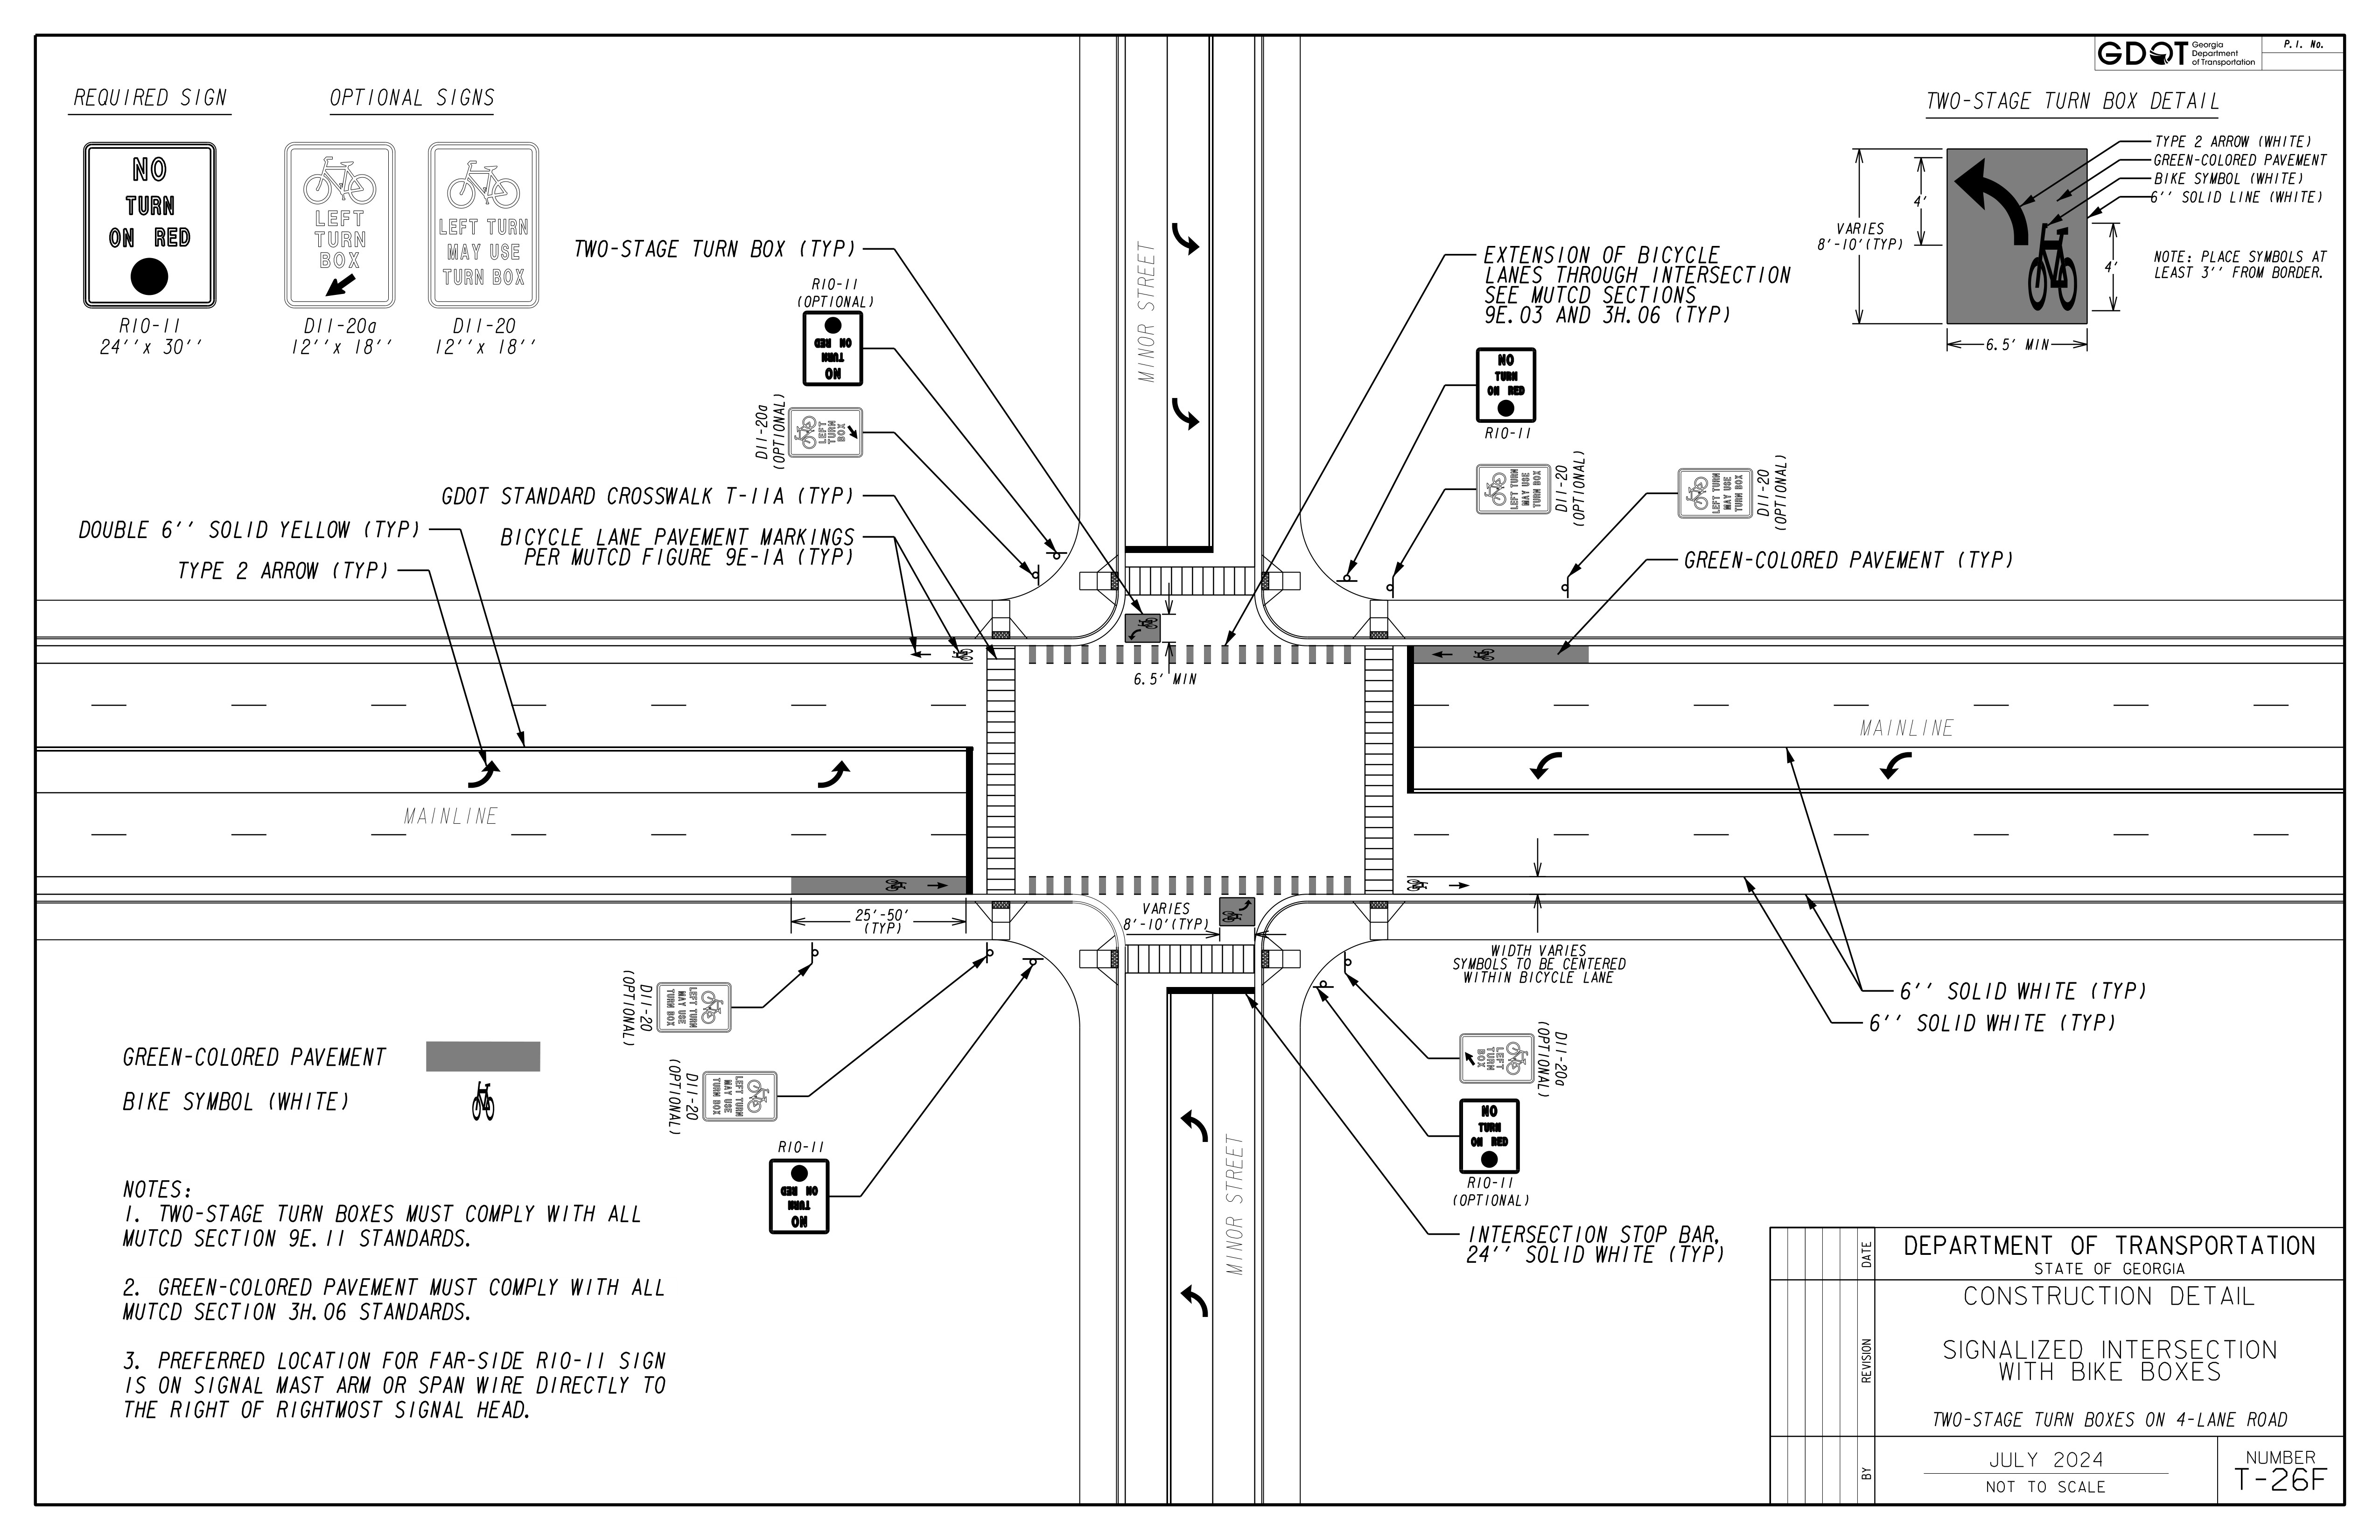 GDOT
Georgia
Department
of Transportation
P.I. No.
REQUIRED SIGN
NO
TURN
ON RED
R10-11
24''x 30''
OPTIONAL SIGNS
LEFT
TURN
BOX
D11-20a
12''x 18''
LEFT TURN
MAY USE
TURN BOX
D11-20
12''x 18''
TWO-STAGE TURN BOX DETAIL
TYPE 2 ARROW (WHITE)
GREEN-COLORED PAVEMENT
BIKE SYMBOL (WHITE)
6'' SOLID LINE (WHITE)
4'
VARIES
8'-10'(TYP)
4'
6.5' MIN
NOTE: PLACE SYMBOLS AT
LEAST 3'' FROM BORDER.
TWO-STAGE TURN BOX (TYP)
R10-11
(OPTIONAL)
NO
TURN
ON RED
D11-20a
(OPTIONAL)
LEFT
TURN
BOX
GDOT STANDARD CROSSWALK T-11A (TYP)
DOUBLE 6'' SOLID YELLOW (TYP)
BICYCLE LANE PAVEMENT MARKINGS
PER MUTCD FIGURE 9E-1A (TYP)
TYPE 2 ARROW (TYP)
MINOR STREET
EXTENSION OF BICYCLE
LANES THROUGH INTERSECTION
SEE MUTCD SECTIONS
9E.03 AND 3H.06 (TYP)
NO
TURN
ON RED
R10-11
LEFT TURN
MAY USE
TURN BOX
D11-20
(OPTIONAL)
LEFT TURN
MAY USE
TURN BOX
D11-20
(OPTIONAL)
GREEN-COLORED PAVEMENT (TYP)
6.5' MIN
MAINLINE
MAINLINE
25'-50'
(TYP)
VARIES
8'-10'(TYP)
WIDTH VARIES
SYMBOLS TO BE CENTERED
WITHIN BICYCLE LANE
6'' SOLID WHITE (TYP)
6'' SOLID WHITE (TYP)
D11-20
(OPTIONAL)
LEFT TURN
MAY USE
TURN BOX
D11-20
(OPTIONAL)
LEFT TURN
MAY USE
TURN BOX
R10-11
NO
TURN
ON RED
LEFT
TURN
BOX
D11-20a
(OPTIONAL)
NO
TURN
ON RED
R10-11
(OPTIONAL)
MINOR STREET
INTERSECTION STOP BAR,
24'' SOLID WHITE (TYP)
GREEN-COLORED PAVEMENT
BIKE SYMBOL (WHITE)
NOTES:
1. TWO-STAGE TURN BOXES MUST COMPLY WITH ALL
MUTCD SECTION 9E.11 STANDARDS.
2. GREEN-COLORED PAVEMENT MUST COMPLY WITH ALL
MUTCD SECTION 3H.06 STANDARDS.
3. PREFERRED LOCATION FOR FAR-SIDE R10-11 SIGN
IS ON SIGNAL MAST ARM OR SPAN WIRE DIRECTLY TO
THE RIGHT OF RIGHTMOST SIGNAL HEAD.
DATE
REVISION
BY
DEPARTMENT OF TRANSPORTATION
STATE OF GEORGIA
CONSTRUCTION DETAIL
SIGNALIZED INTERSECTION
WITH BIKE BOXES
TWO-STAGE TURN BOXES ON 4-LANE ROAD
JULY 2024
NOT TO SCALE
NUMBER
T-26F